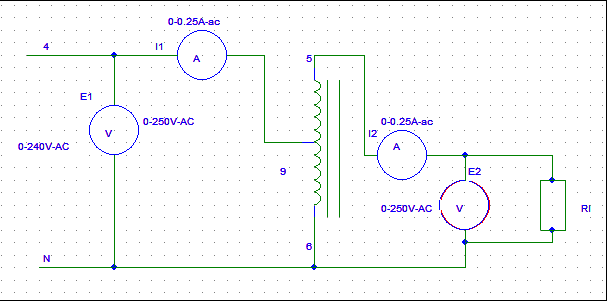 0-0.25A-ac
4
I1
A
5
E1
0-250V-AC
V
0-240V-AC
0-0.25A-ac
I2
A
9
E2
0-250V-AC
V
Rl
6
N